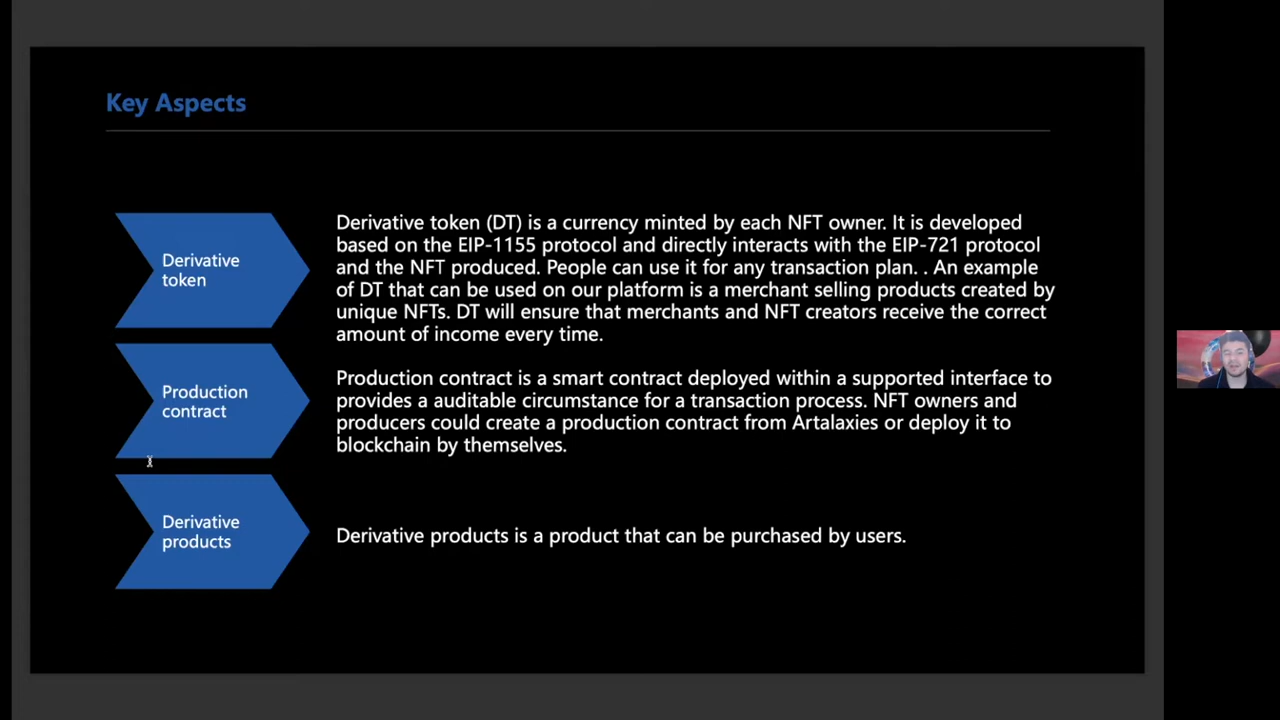 Key Aspects
Derivative
token
Derivative token (DT) is a currency minted by each NFT owner. It is developed
based on the EIP-1155 protocol and directly interacts with the EIP-721 protocol
and the NFT produced. People can use it for any transaction plan. . An example
of DT that can be used on our platform is a merchant selling products created by
unique NFTs. DT will ensure that merchants and NFT creators receive the correct
amount of income every time.
Production
contract
Production contract is a smart contract deployed within a supported interface to
provides a auditable circumstance for a transaction process. NFT owners and
producers could create a production contract from Artalaxies or deploy it to
blockchain by themselves.
Derivative
products
Derivative products is a product that can be purchased by users.